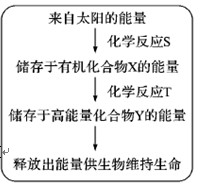 来自太阳的能量
化学反应S
储存于有机化合物X的能量
化学反应T
储存于高能量化合物Y的能量
释放出能量供生物维持生命